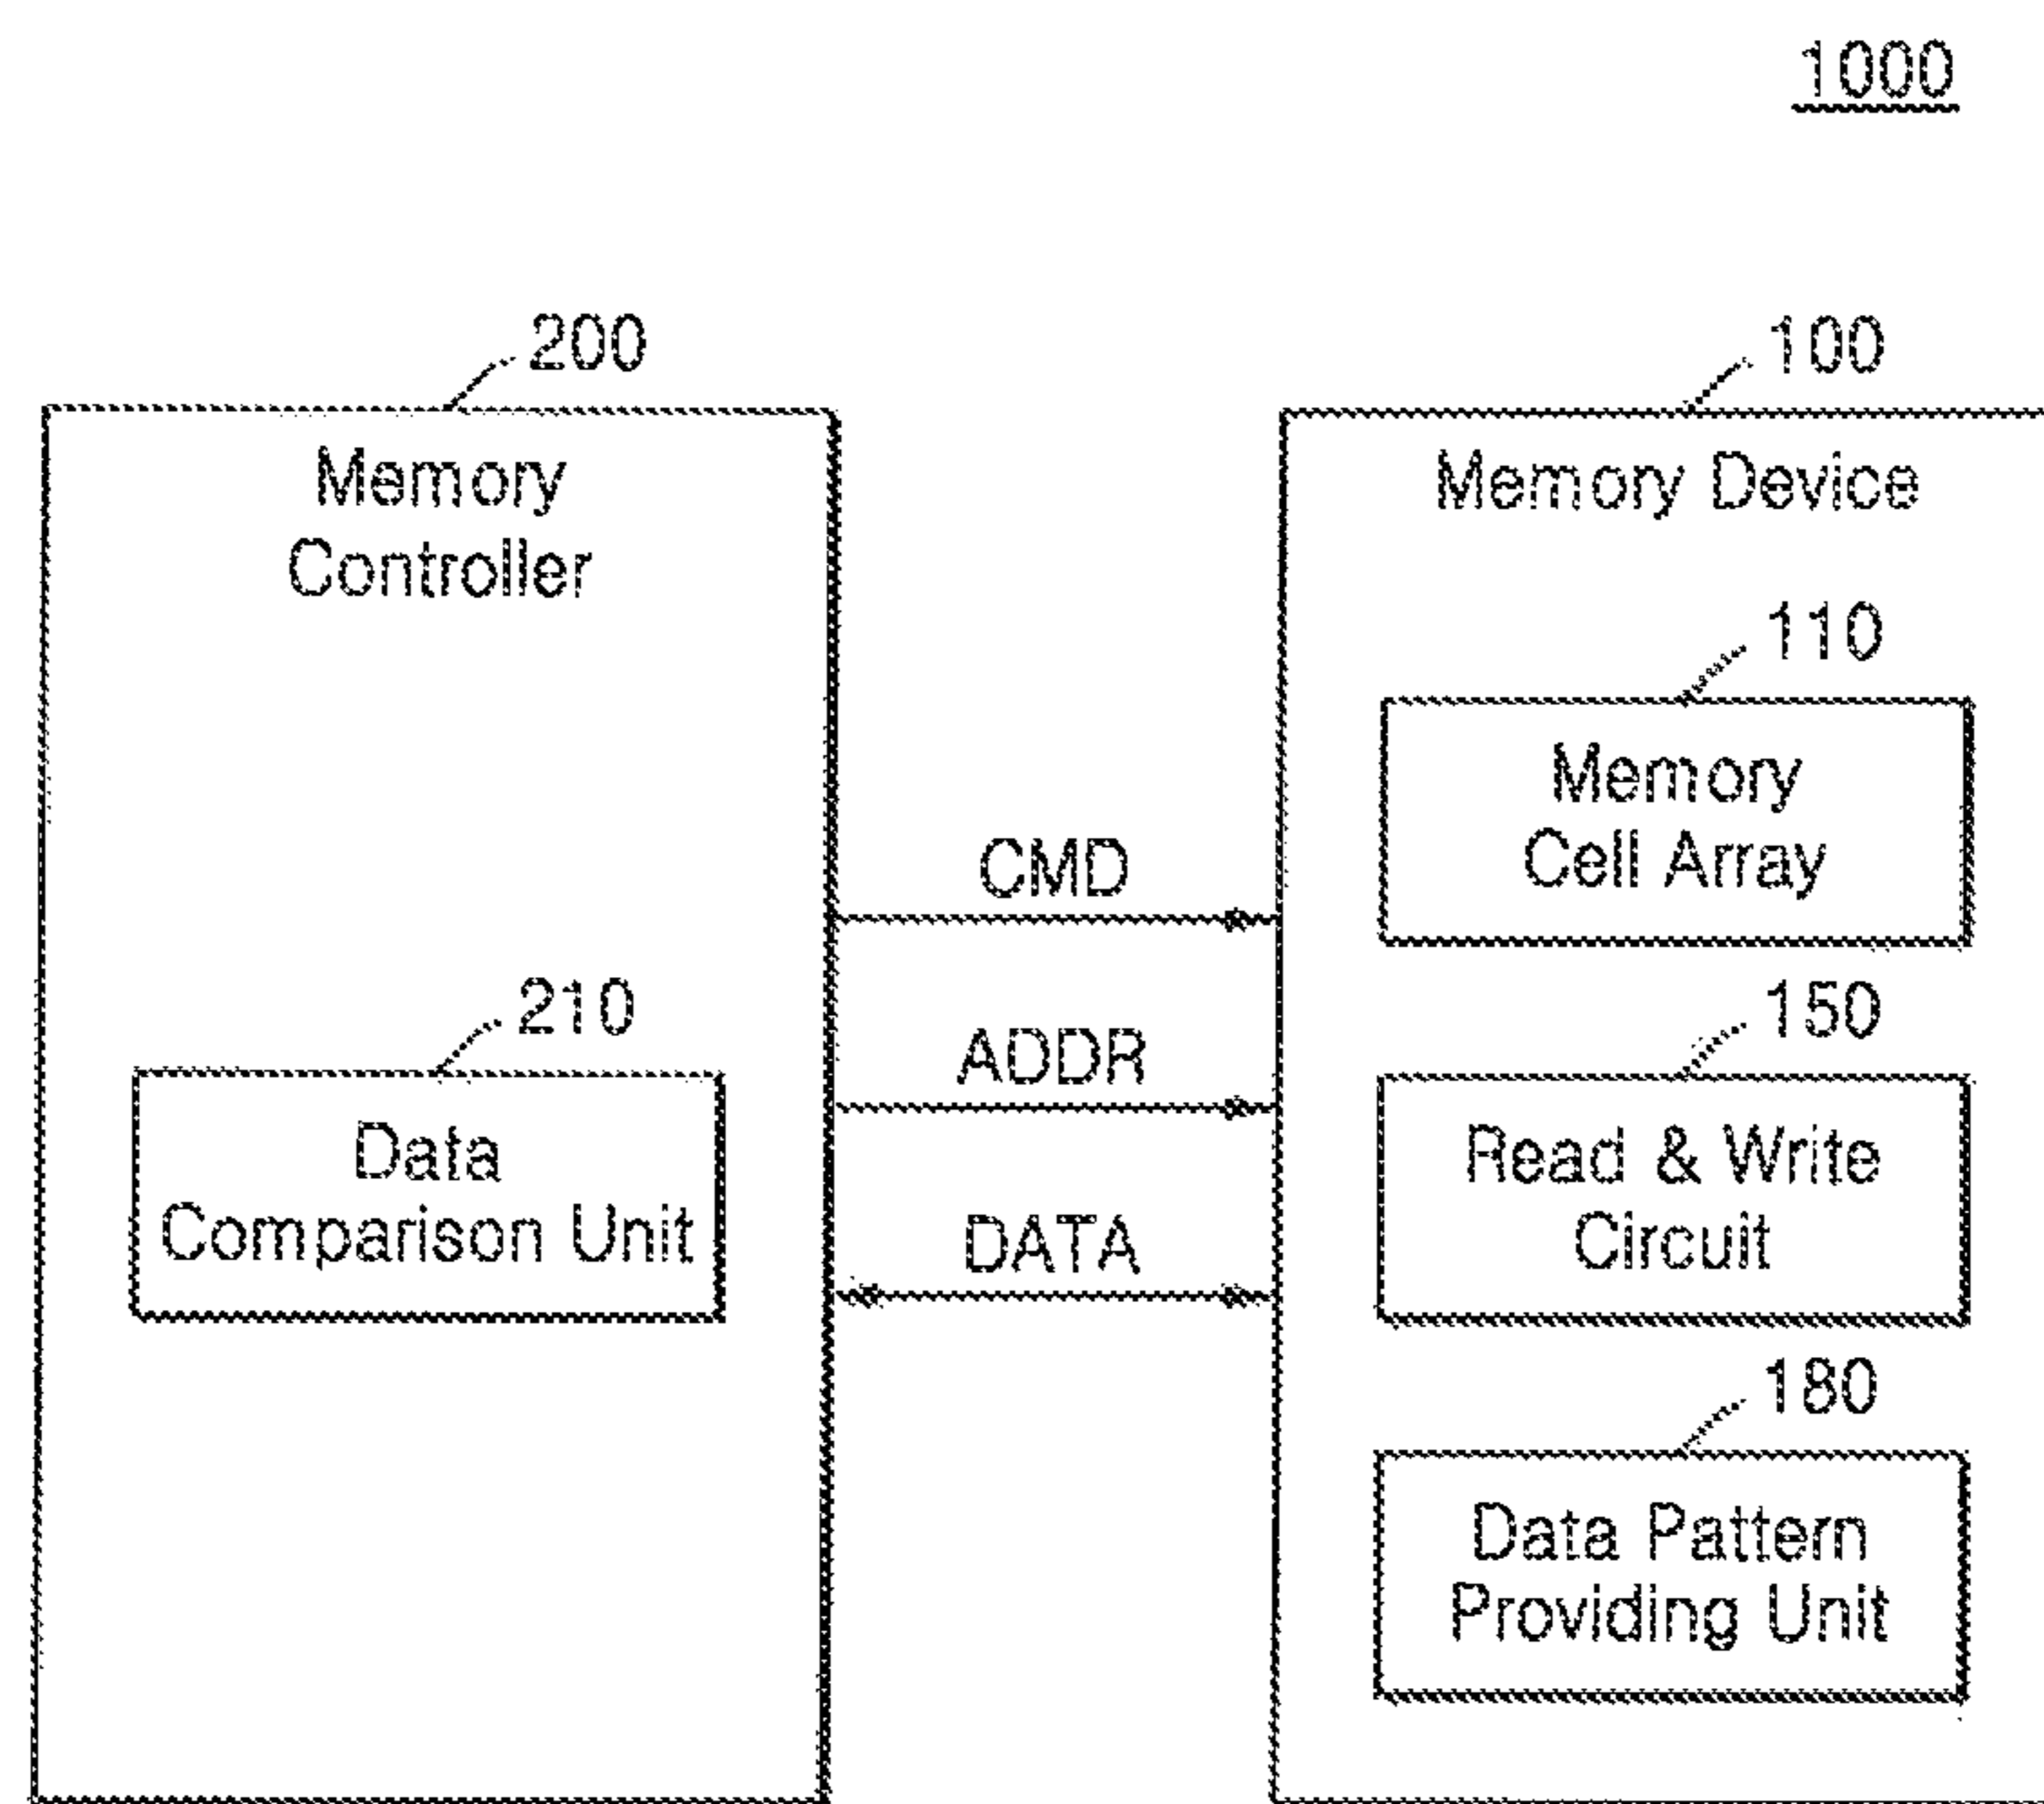 1000
200
100
Memory
Controller
Memory Device
110
Memory
Cell Array
CMD
210
150
ADDR
Data
Comparison Unit
Read & Write
Circuit
DATA
180
Data Pattern
Providing Unit